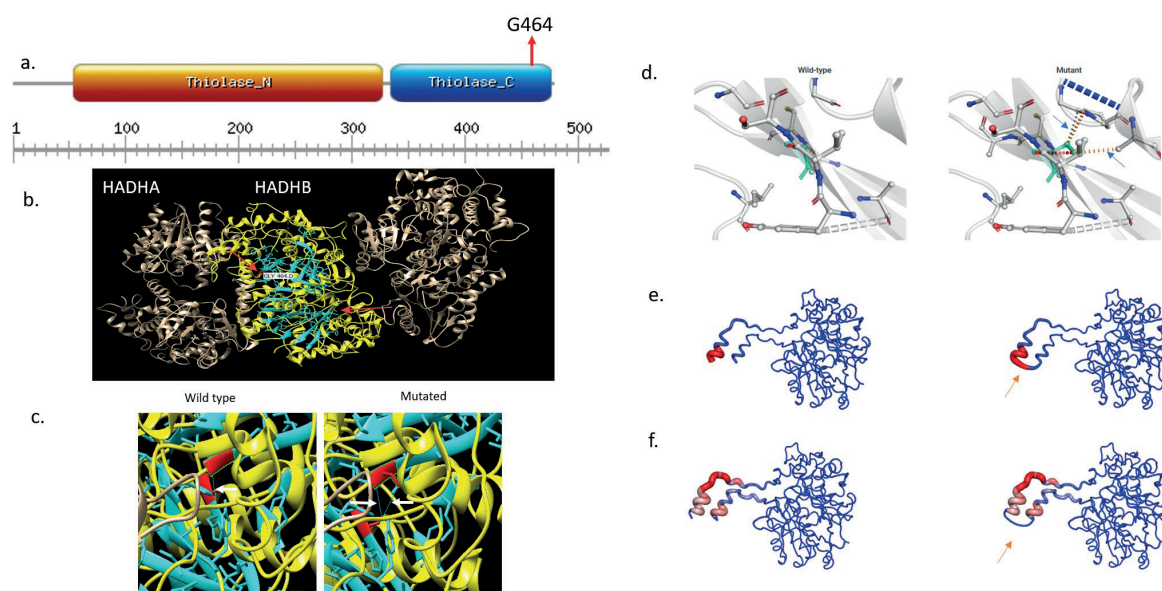 G464
a.
Thiolase_N
Thiolase_C
1 100 200 300 400 500
b.
HADHA
HADHB
GLY 464.D
c.
Wild type
Mutated
d.
Wild-type
Mutant
e.
f.